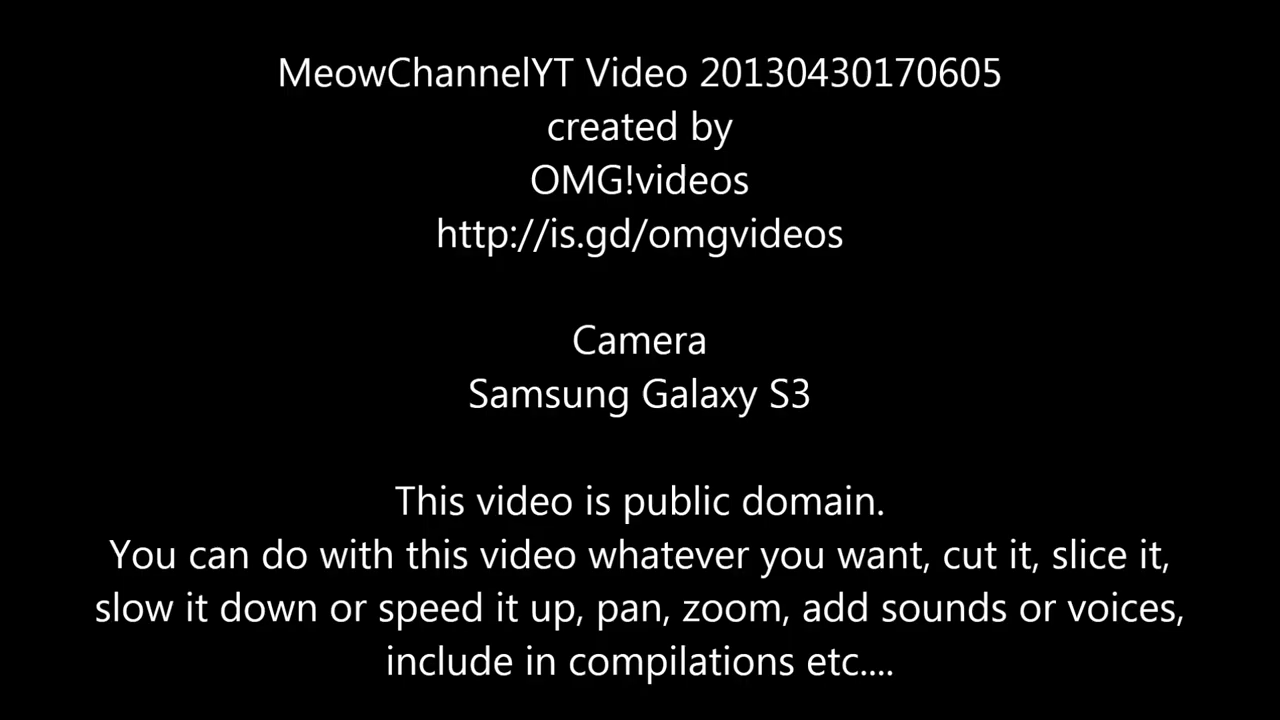 MeowChannelYT Video 20130430170605
created by
OMG!videos
http://is.gd/omgvideos
Camera
Samsung Galaxy S3
This video is public domain.
You can do with this video whatever you want, cut it, slice it,
slow it down or speed it up, pan, zoom, add sounds or voices,
include in compilations etc....